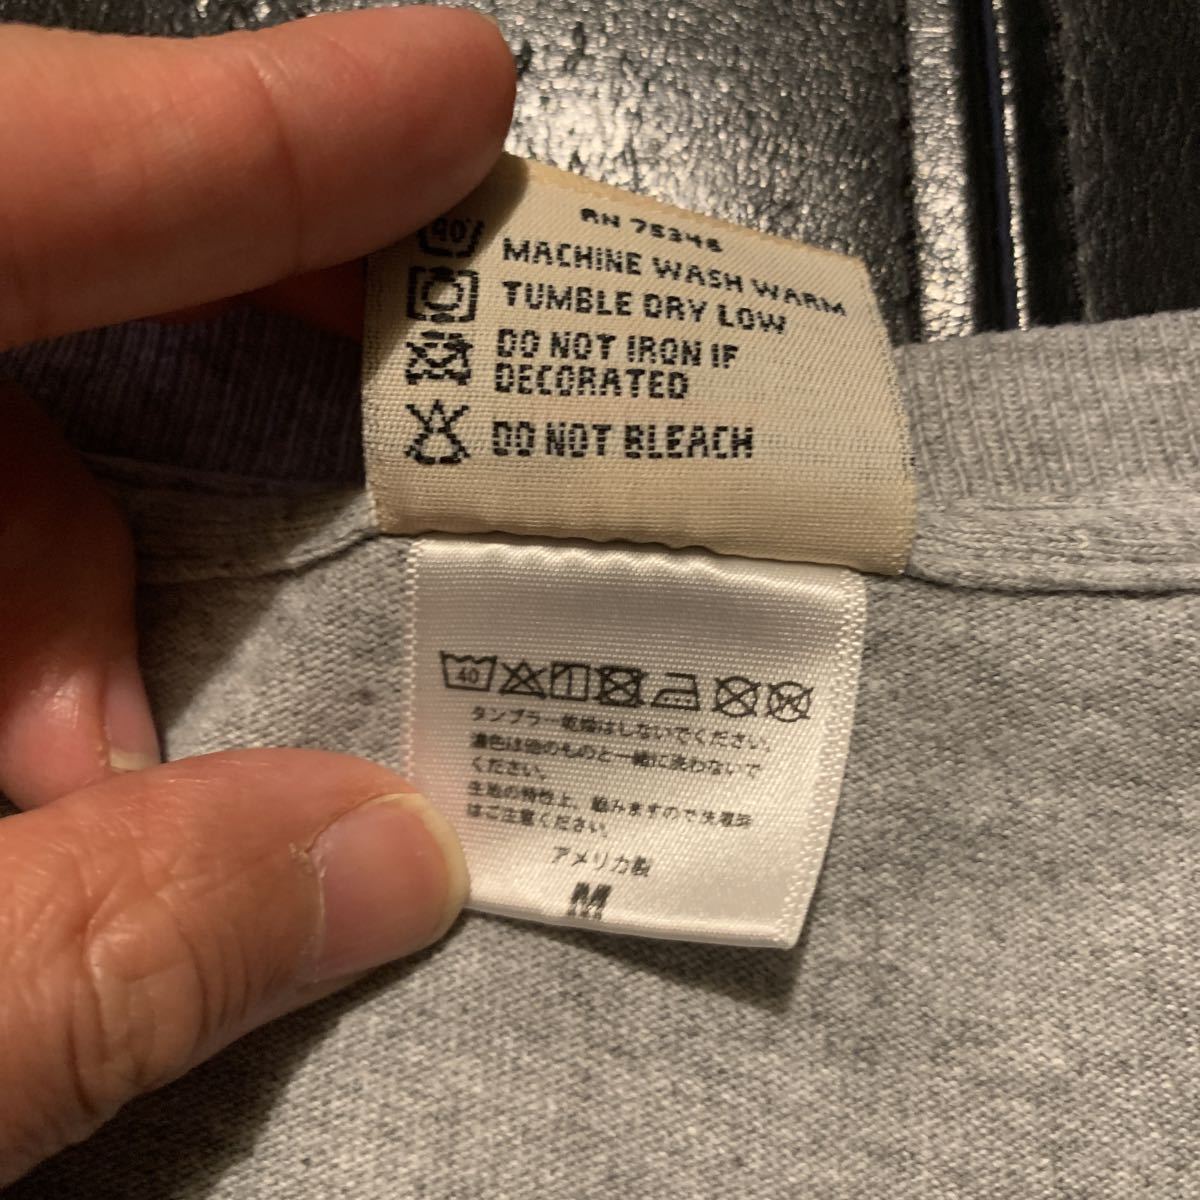 RN 75346
40°
MACHINE WASH WARM
TUMBLE DRY LOW
DO NOT IRON IF
DECORATED
DO NOT BLEACH
40
タンブラー乾燥はしないでください。
濃色は他のものと一緒に洗わないで
ください。
生地の特性上、縮みますので洗濯時
はご注意ください。
アメリカ製
M